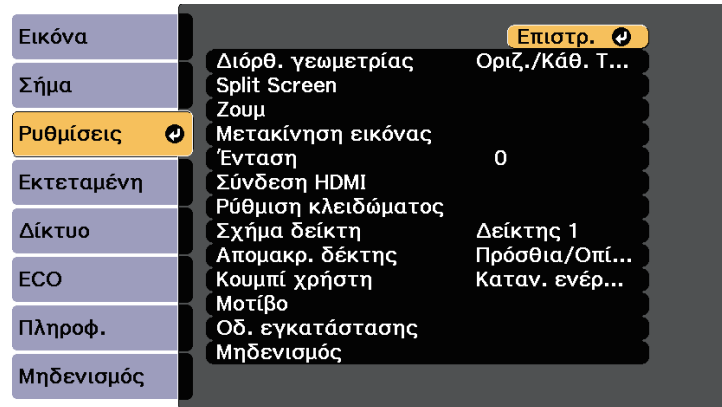 Εικόνα
Σήμα
Ρυθμίσεις
Εκτεταμένη
Δίκτυο
ECO
Πληροφ.
Μηδενισμός
Επιστρ.
Διόρθ. γεωμετρίας Οριζ./Κάθ. Τ...
Split Screen
Ζουμ
Μετακίνηση εικόνας
Ένταση 0
Σύνδεση HDMI
Ρύθμιση κλειδώματος
Σχήμα δείκτη Δείκτης 1
Απομακρ. δέκτης Πρόσθια/Οπί...
Κουμπί χρήστη Καταν. ενέρ...
Μοτίβο
Οδ. εγκατάστασης
Μηδενισμός